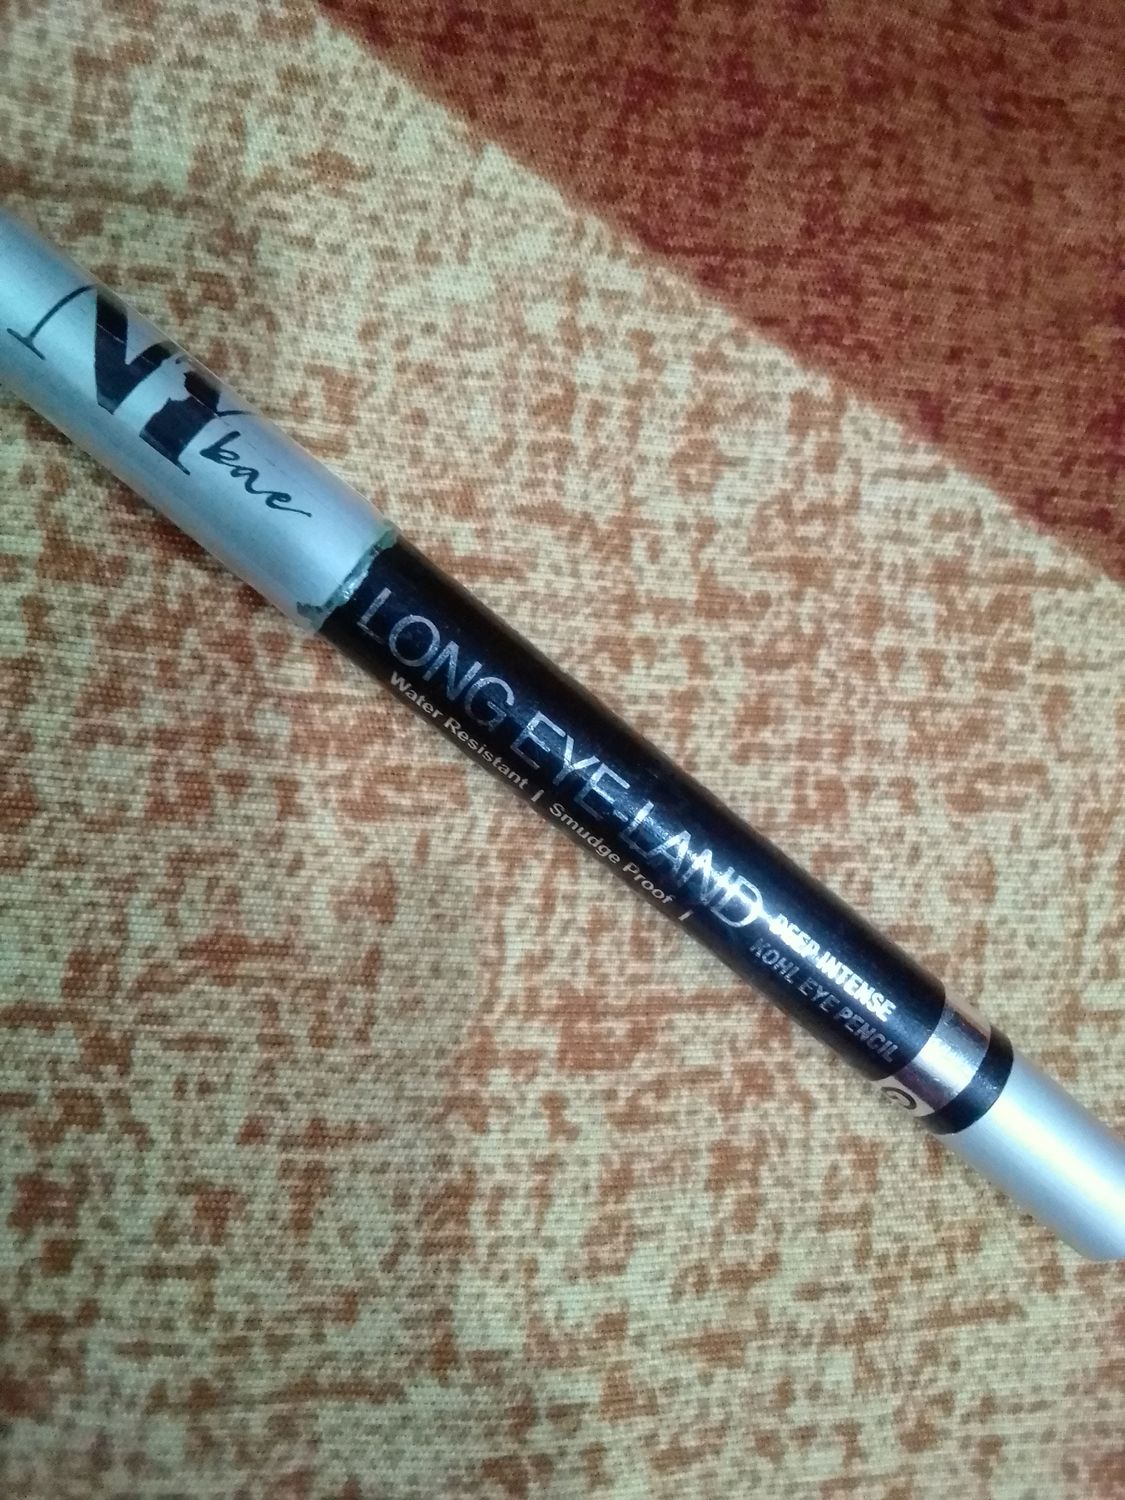 NY bae
LONG EYE-LAND
Water Resistant | Smudge Proof |
DEEP INTENSE
KOHL EYE PENCIL